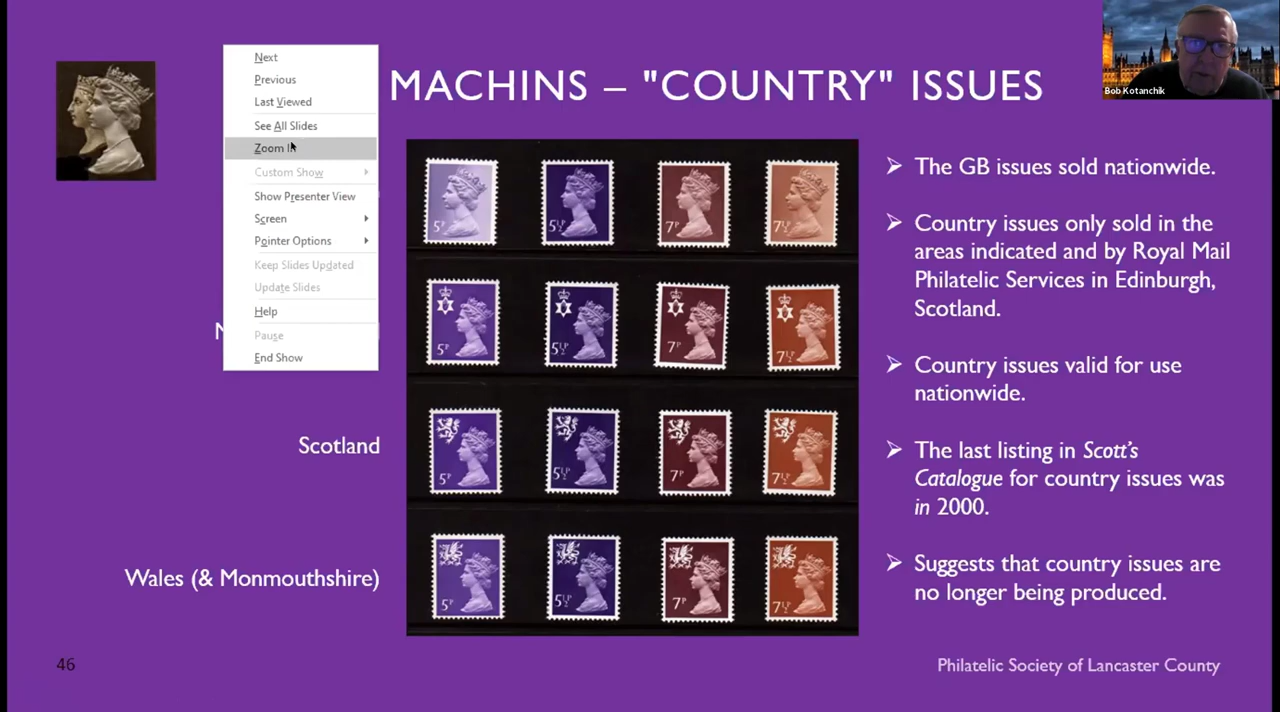 Next
Previous
Last Viewed
See All Slides
Zoom In
Custom Show
Show Presenter View
Screen
Pointer Options
Keep Slides Updated
Update Slides
Help
Pause
End Show
MACHINS – "COUNTRY" ISSUES
Bob Kotanchik
5P 5½P 7P 7½P
5P 5½P 7P 7½P
Scotland
5P 5½P 7P 7½P
Wales (& Monmouthshire)
5P 5½P 7P 7½P
The GB issues sold nationwide.
Country issues only sold in the
areas indicated and by Royal Mail
Philatelic Services in Edinburgh,
Scotland.
Country issues valid for use
nationwide.
The last listing in Scott's
Catalogue for country issues was
in 2000.
Suggests that country issues are
no longer being produced.
46
Philatelic Society of Lancaster County